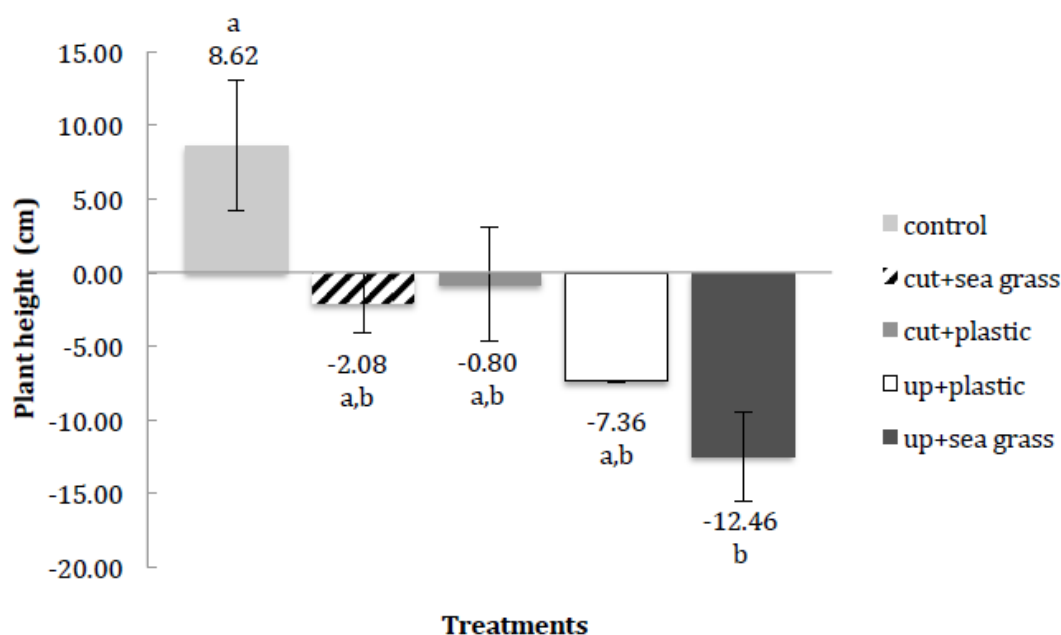 a
8.62
15.00
10.00
5.00
0.00
-5.00
-10.00
-15.00
-20.00
Plant height (cm)
-2.08
a,b
-0.80
a,b
-7.36
a,b
-12.46
b
Treatments
control
cut+sea grass
cut+plastic
up+plastic
up+sea grass